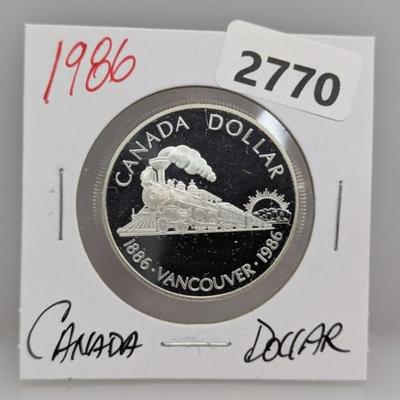 1986
2770
CANADA DOLLAR
1886 · VANCOUVER · 1986
CANADA DOLLAR